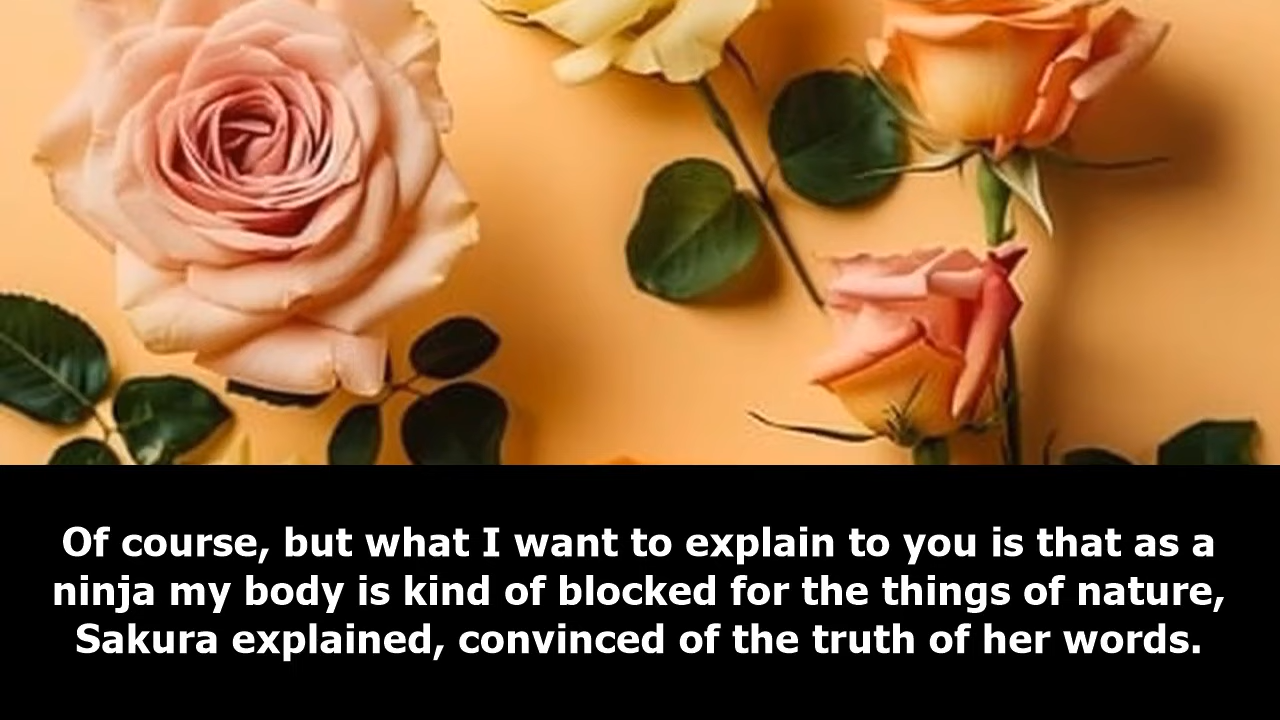 Of course, but what I want to explain to you is that as a
ninja my body is kind of blocked for the things of nature,
Sakura explained, convinced of the truth of her words.